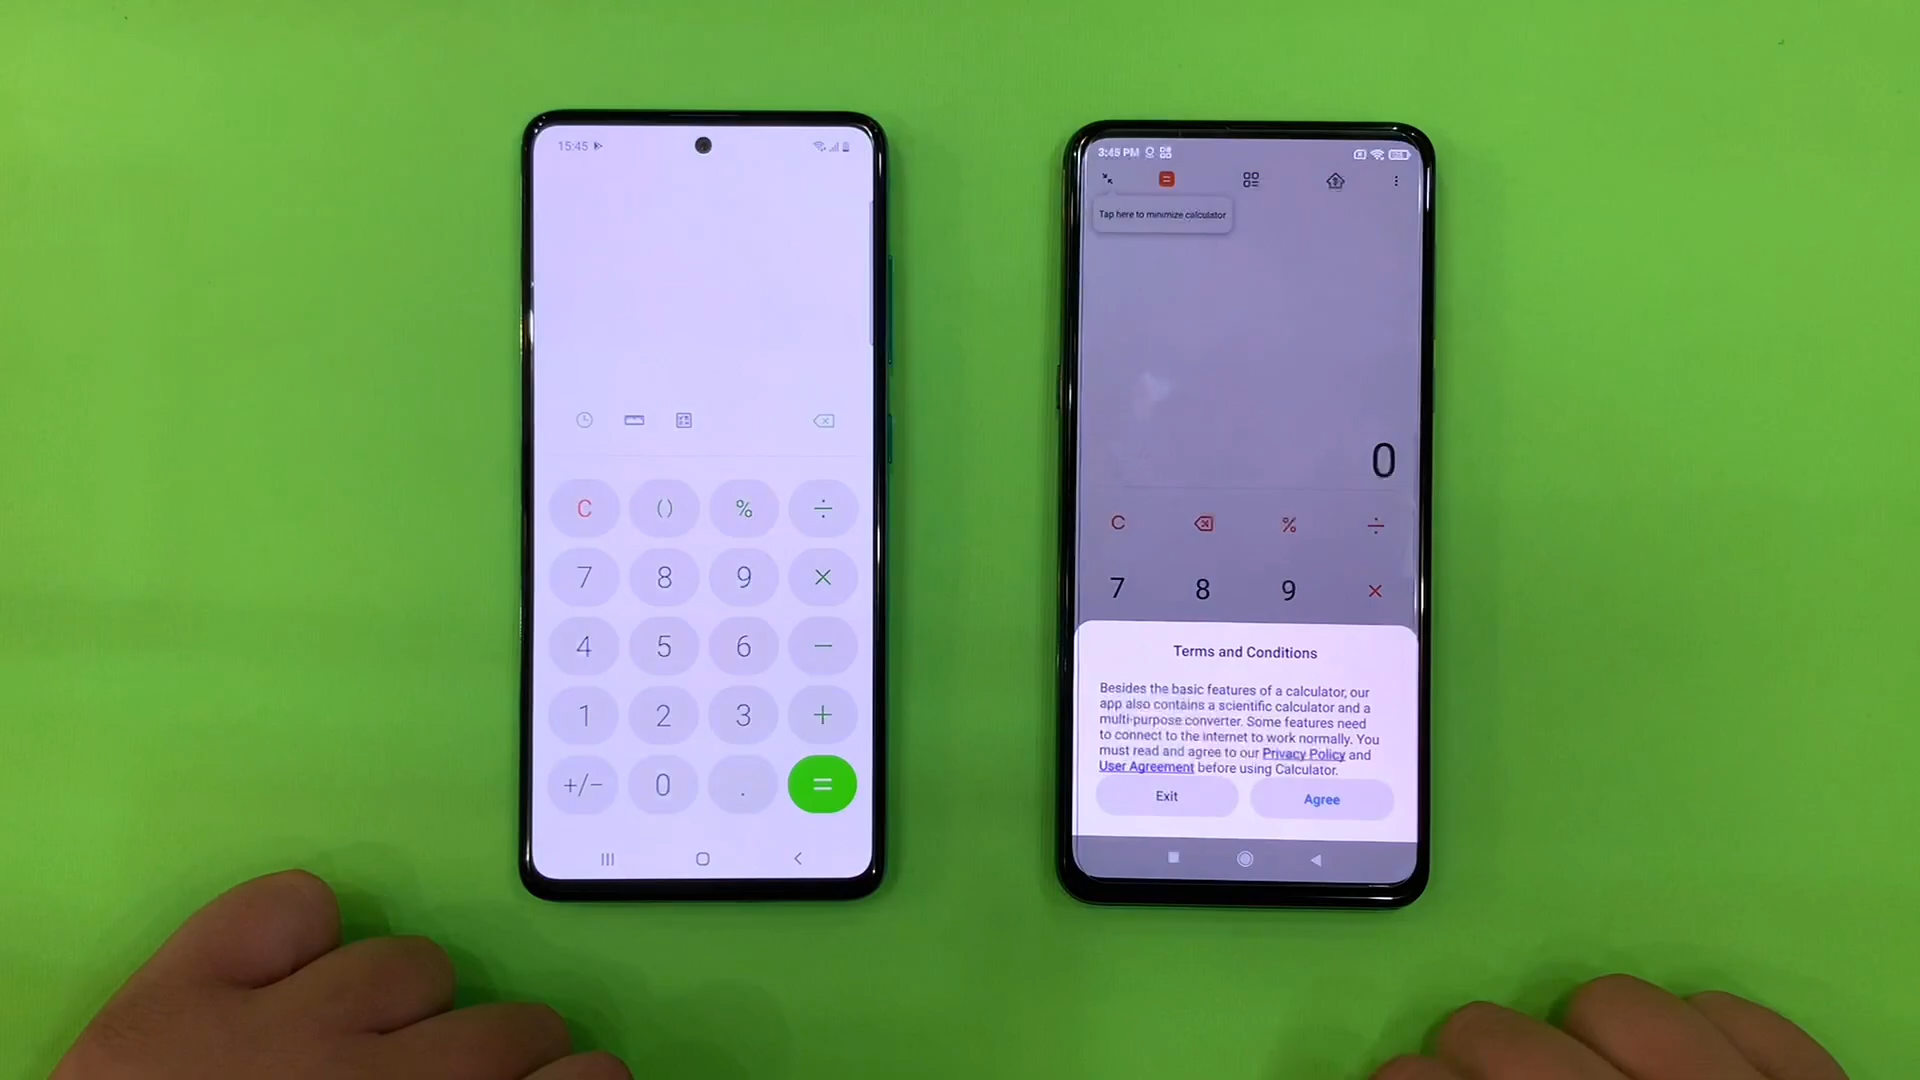 15:45
C () % ÷
7 8 9 ×
4 5 6 −
1 2 3 +
+/− 0 . =
3:45 PM
Tap here to minimize calculator
0
C % ÷
7 8 9 ×
Terms and Conditions
Besides the basic features of a calculator, our
app also contains a scientific calculator and a
multi-purpose converter. Some features need
to connect to the internet to work normally. You
must read and agree to our Privacy Policy and
User Agreement before using Calculator.
Exit Agree